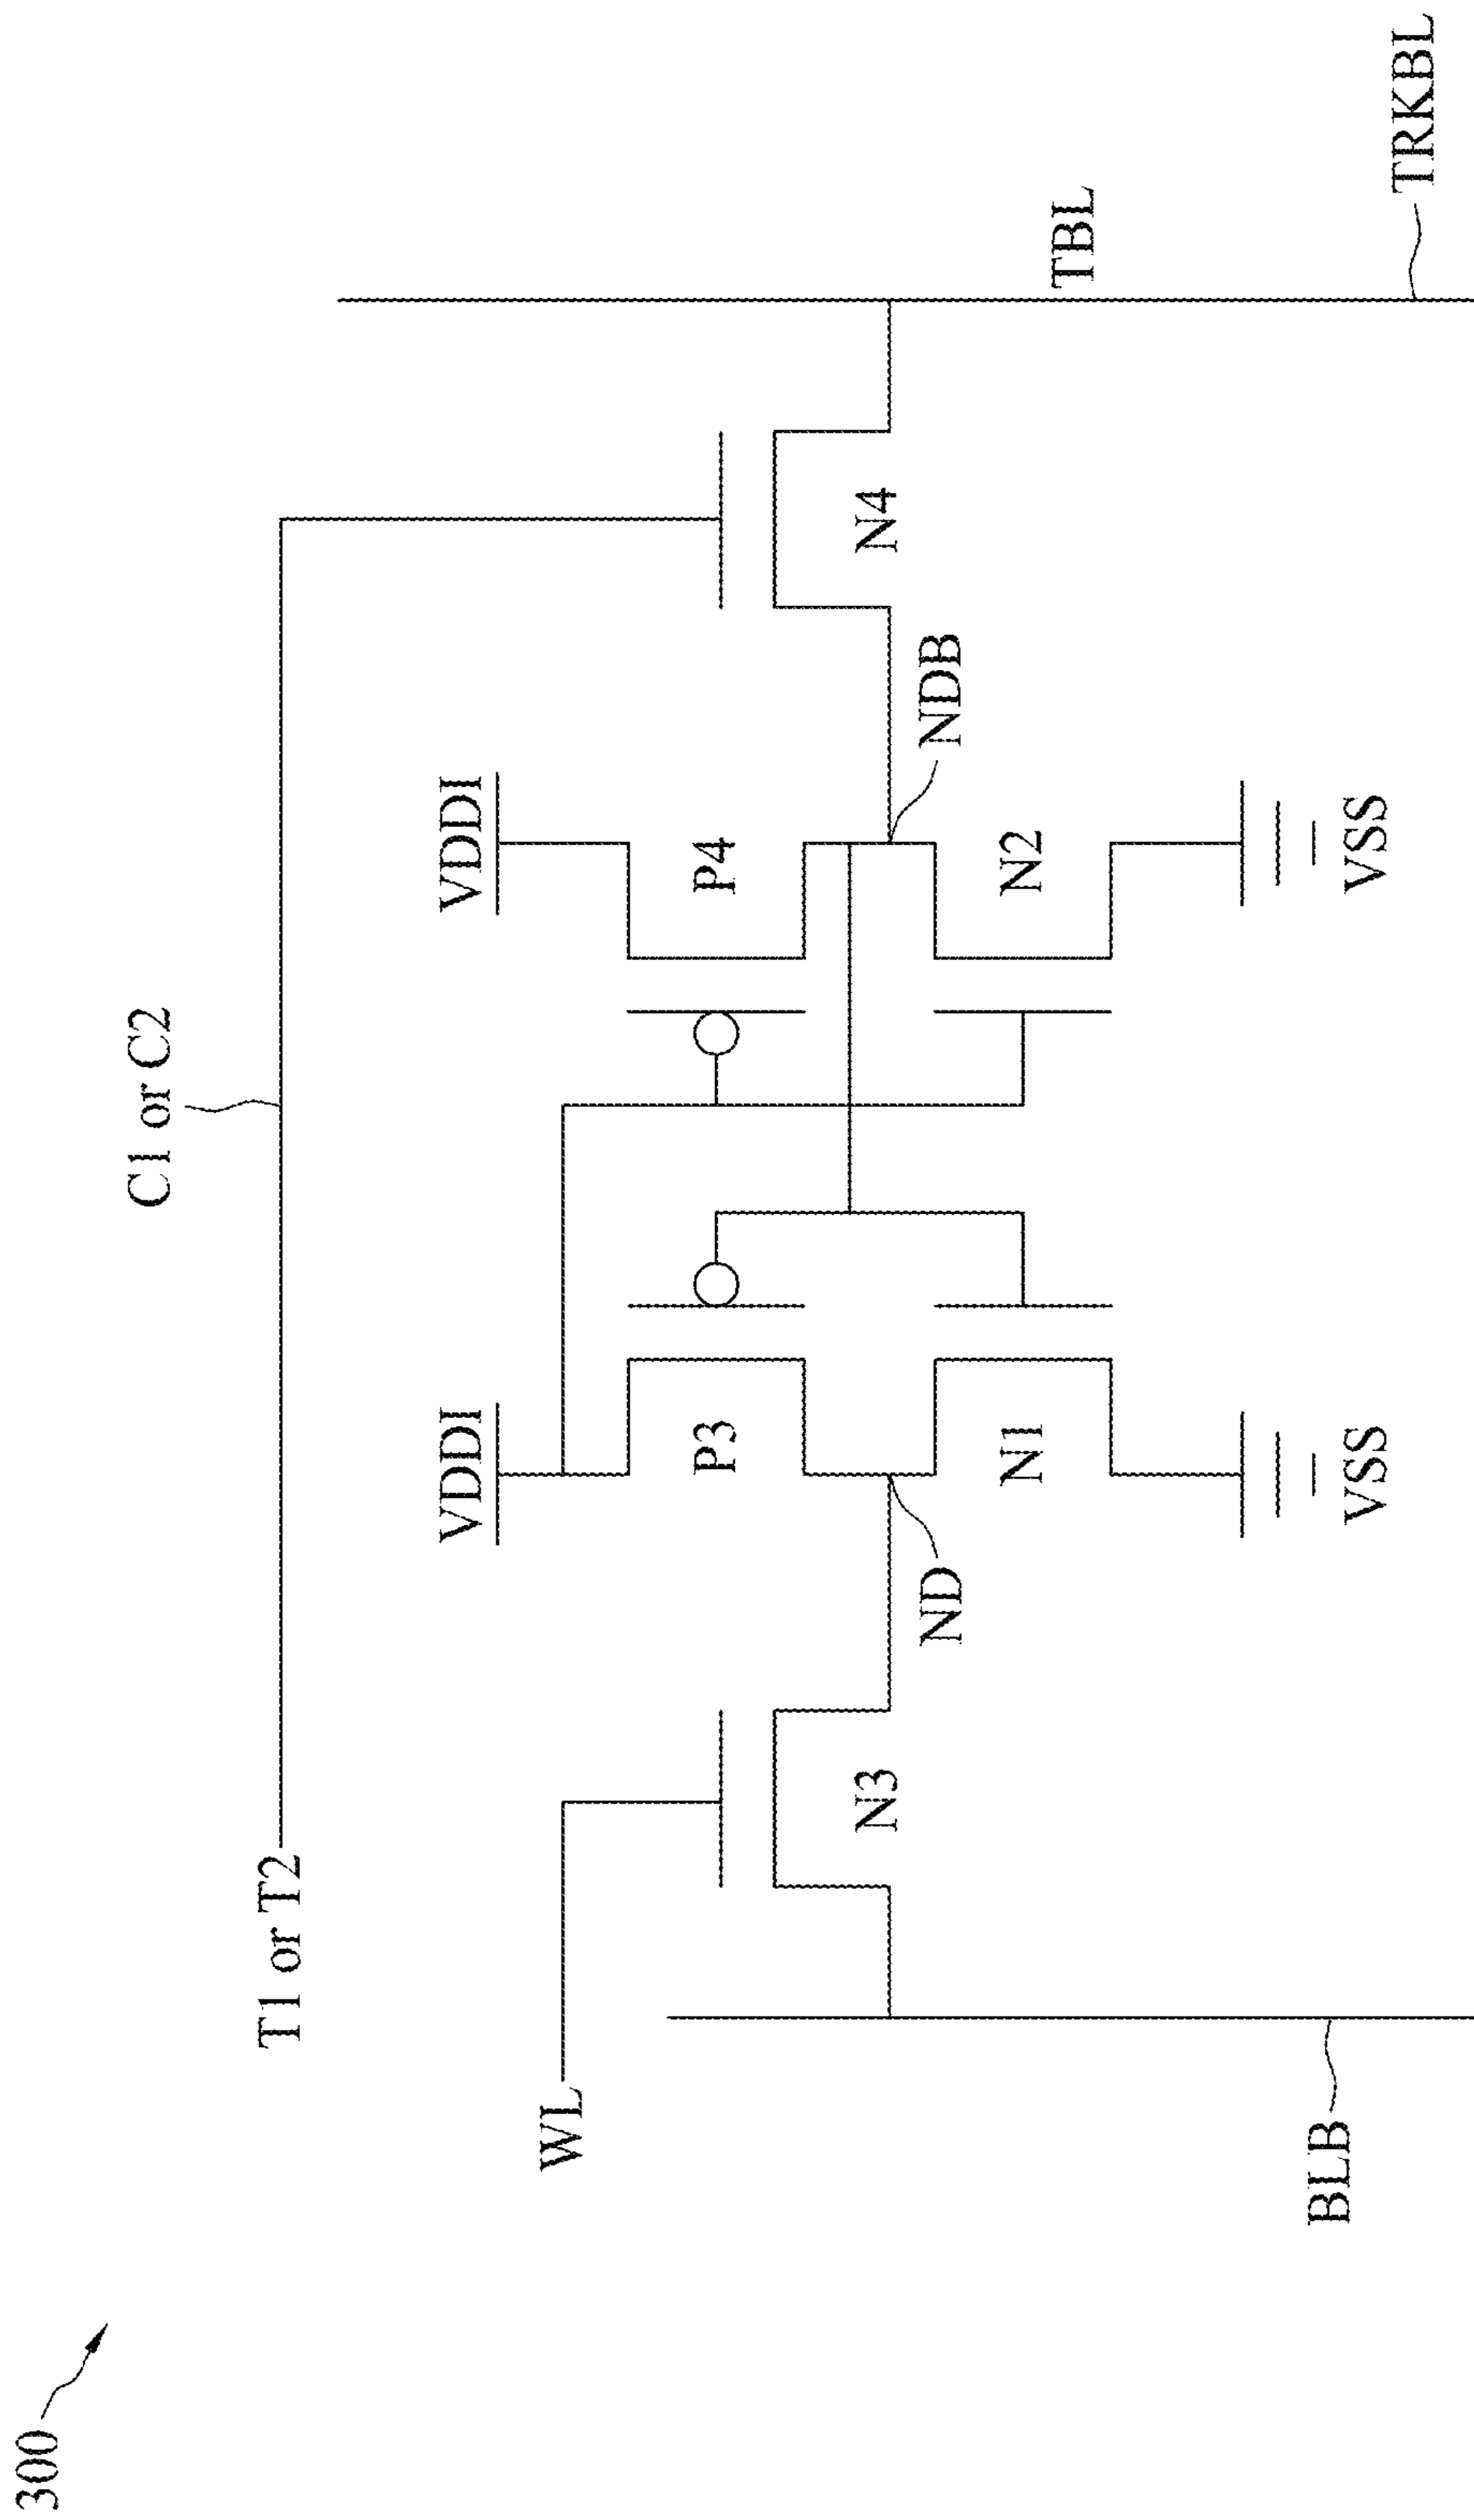 300
C1 or C2
T1 or T2
WL
VDDI
VDDI
P3
P4
N3
N4
ND
NDB
N1
N2
TBL
BLB
VSS
VSS
TRKBL